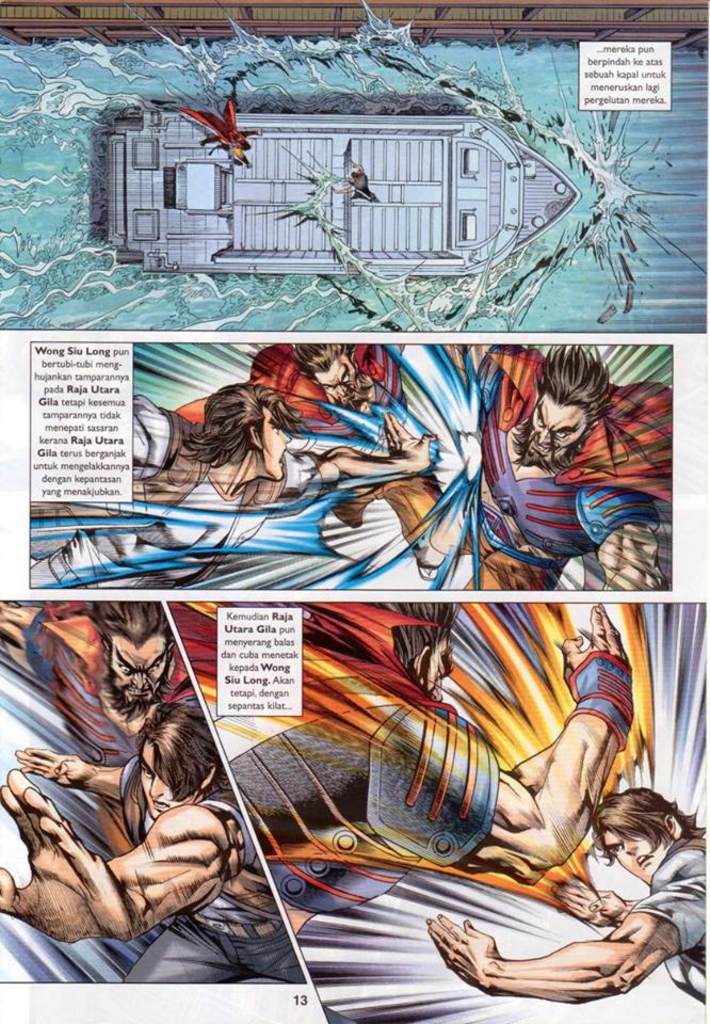 ...mereka pun
berpindah ke atas
sebuah kapal untuk
meneruskan lagi
pergelutan mereka.
Wong Siu Long pun
bertubi-tubi meng-
hujankan tamparannya
pada Raja Utara
Gila tetapi kesemua
tamparannya tidak
menepati sasaran
kerana Raja Utara
Gila terus berganjak
untuk mengelakkannya
dengan kepantasan
yang menakjubkan.
Kemudian Raja
Utara Gila pun
menyerang balas
dan cuba menetak
kepada Wong
Siu Long. Akan
tetapi, dengan
sepantas kilat...
13